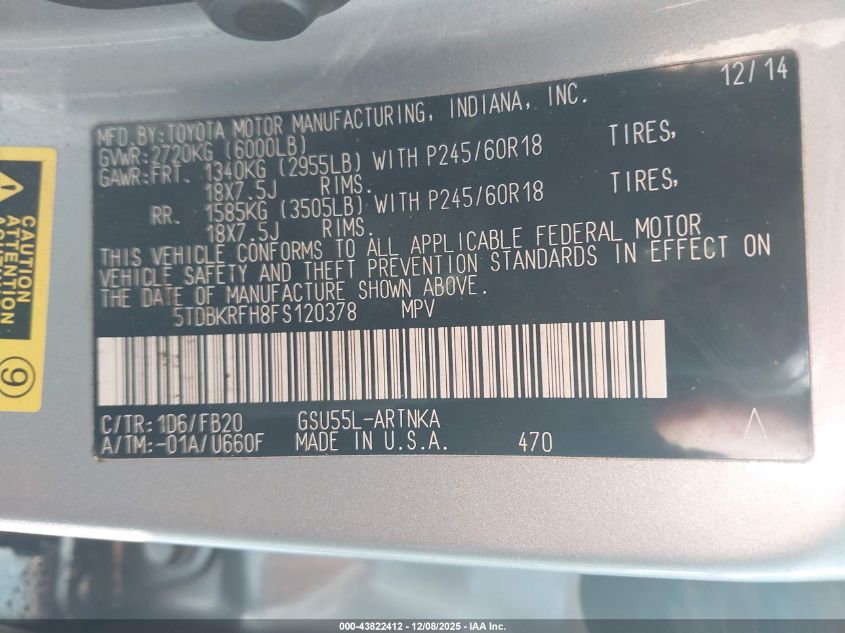 12/14
MFD.BY:TOYOTA MOTOR MANUFACTURING, INDIANA, INC.
GVWR:2720KG (6000LB)
GAWR:FRT. 1340KG (2955LB) WITH P245/60R18 TIRES,
18X7.5J RIMS.
RR. 1585KG (3505LB) WITH P245/60R18 TIRES,
18X7.5J RIMS.
THIS VEHICLE CONFORMS TO ALL APPLICABLE FEDERAL MOTOR
VEHICLE SAFETY AND THEFT PREVENTION STANDARDS IN EFFECT ON
THE DATE OF MANUFACTURE SHOWN ABOVE.
5TDBKRFH8FS120378 MPV
C/TR:1D6/FB20 GSU55L-ARTNKA
A/TM:-01A/U660F MADE IN U.S.A. 470
CAUTION
ATTENTION
9
000-43822412 - 12/08/2025 - IAA Inc.